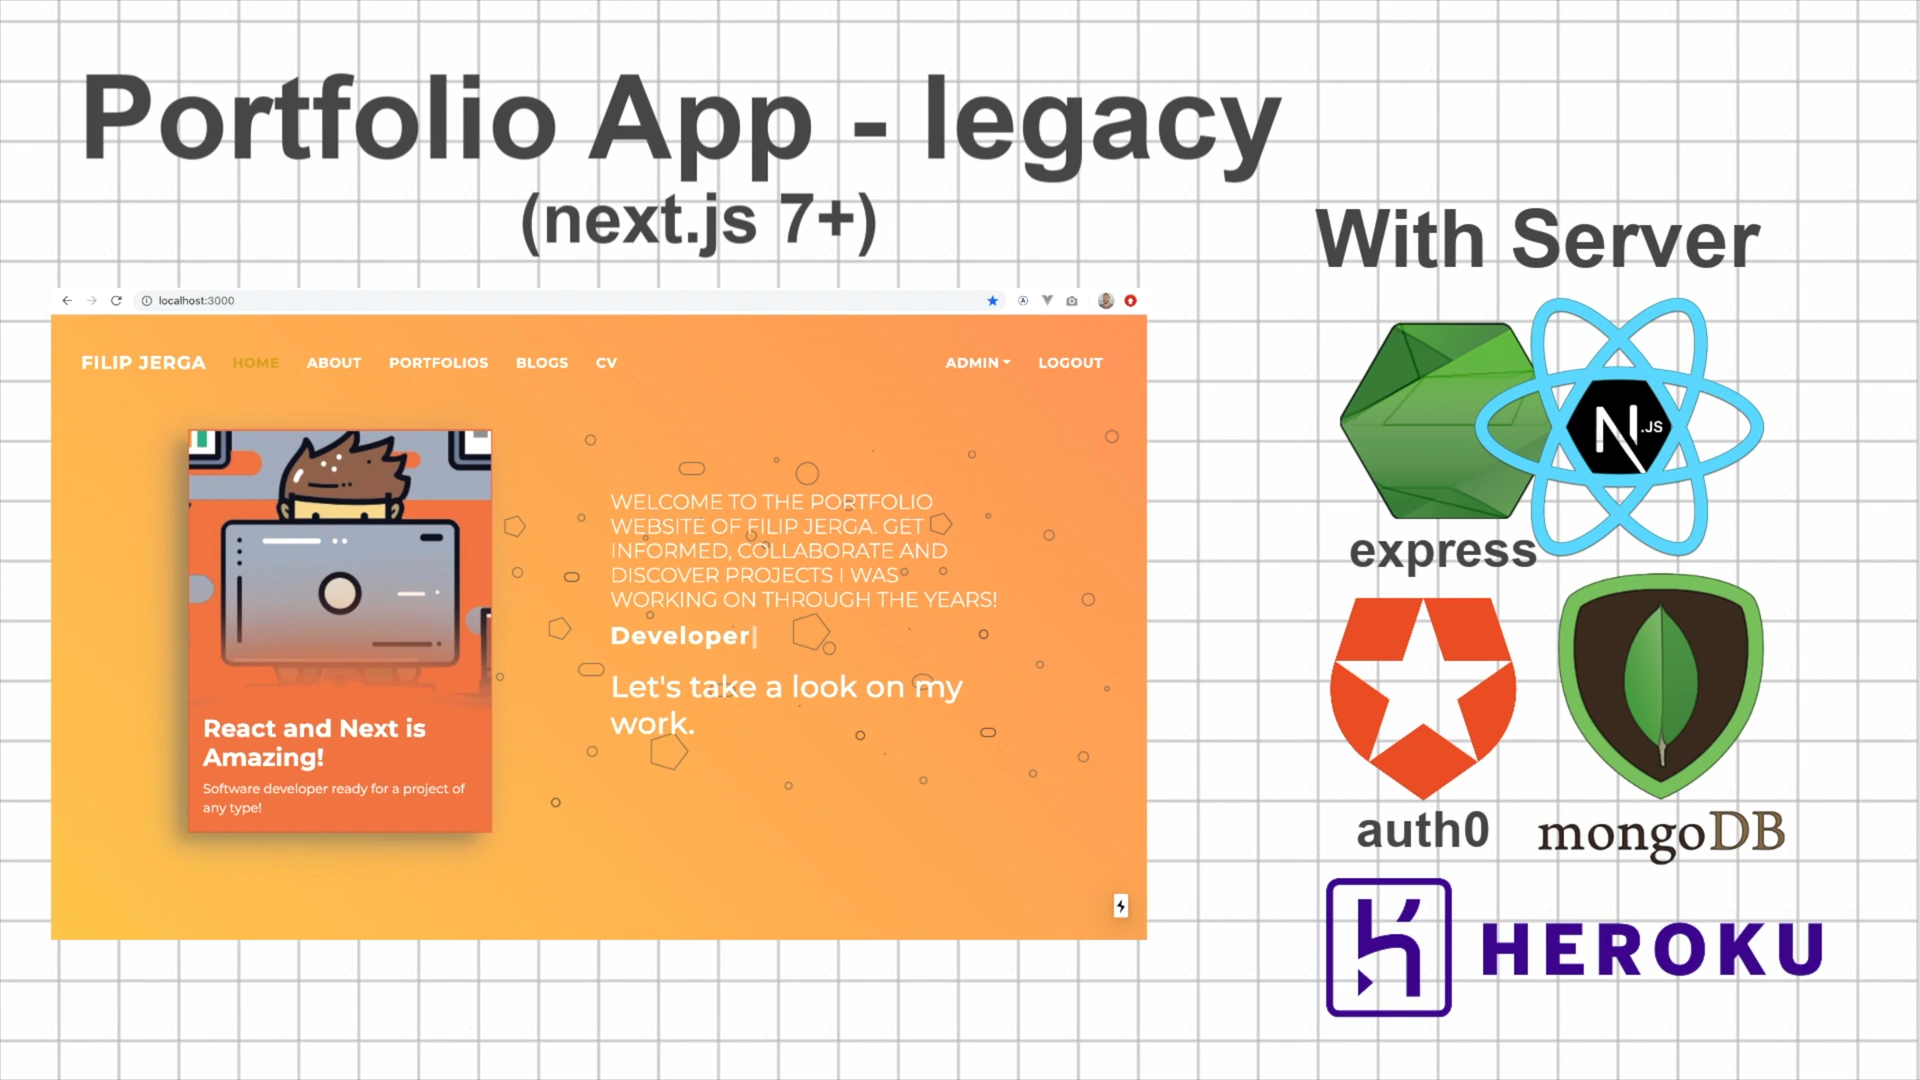 Portfolio App - legacy
(next.js 7+)
With Server
localhost:3000
FILIP JERGA HOME ABOUT PORTFOLIOS BLOGS CV ADMIN LOGOUT
WELCOME TO THE PORTFOLIO
WEBSITE OF FILIP JERGA. GET
INFORMED, COLLABORATE AND
DISCOVER PROJECTS I WAS
WORKING ON THROUGH THE YEARS!
Developer|
Let's take a look on my
work.
React and Next is
Amazing!
Software developer ready for a project of
any type!
N.JS
express
auth0
mongoDB
HEROKU